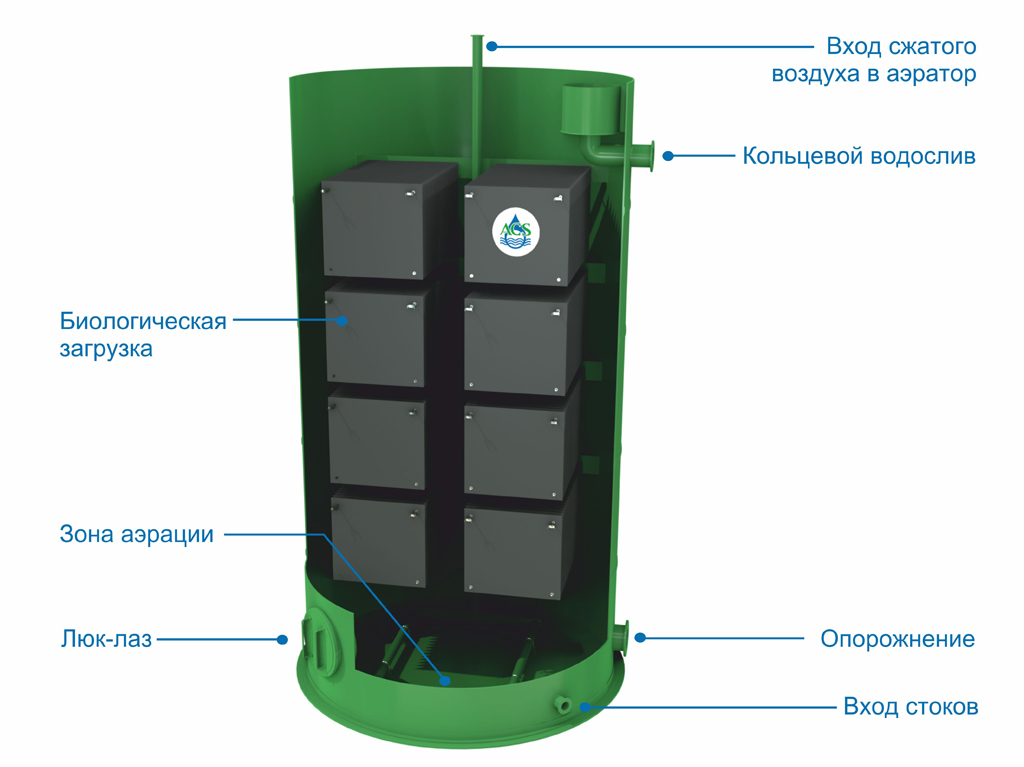 Вход сжатого
воздуха в аэратор
Кольцевой водослив
ACS
Биологическая
загрузка
Зона аэрации
Люк-лаз
Опорожнение
Вход стоков